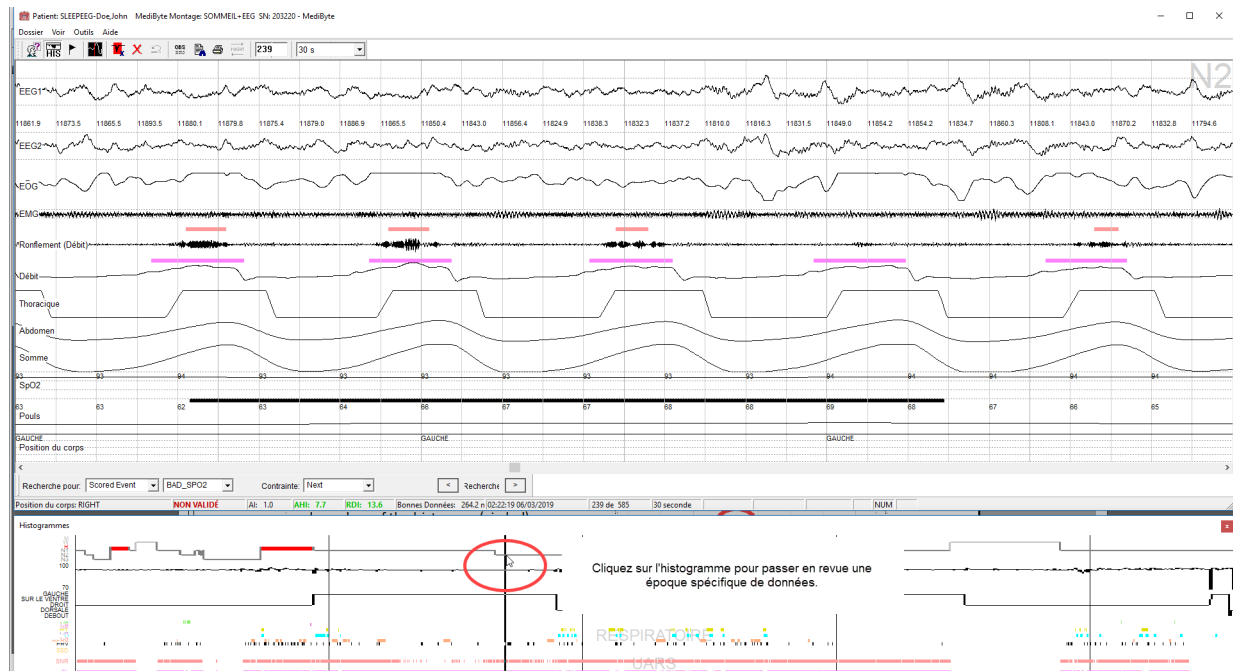 Patient: SLEEPEEG-Doe,John MediByte Montage: SOMMEIL+EEG SN: 203220 - MediByte
Dossier Voir Outils Aide
HIS OBS 239 30 s
N2
EEG1
11861.9 11873.5 11865.5 11893.5 11880.1 11879.8 11875.4 11879.0 11886.9 11865.5 11850.4 11843.0 11856.4 11824.9 11838.3 11832.3 11837.2 11810.0 11816.3 11831.5 11849.0 11854.2 11854.2 11834.7 11860.3 11808.1 11843.0 11870.2 11832.8 11794.6
EEG2
EOG
EMG
Ronflement (Débit)
Débit
Thoracique
Abdomen
Somme
93 93 94 93 93 93 93 93 93 93 94 94 94 94 94
SpO2
63 63 62 63 64 66 67 67 68 68 69 68 67 66 65
Pouls
GAUCHE GAUCHE GAUCHE
Position du corps
Recherche pour: Scored Event BAD_SPO2 Contrainte: Next < Recherche >
Position du corps: RIGHT NON VALIDÉ AI: 1.0 AHI: 7.7 RDI: 13.6 Bonnes Données: 264.2 n 02:22:19 06/03/2019 239 de 585 30 seconde NUM
Histogrammes
100
Cliquez sur l'histogramme pour passer en revue une
époque spécifique de données.
70
GAUCHE
SUR LE VENTRE
DROIT
DORSALE
DEBOUT
RESPIRATOIRE
SNR
UARS